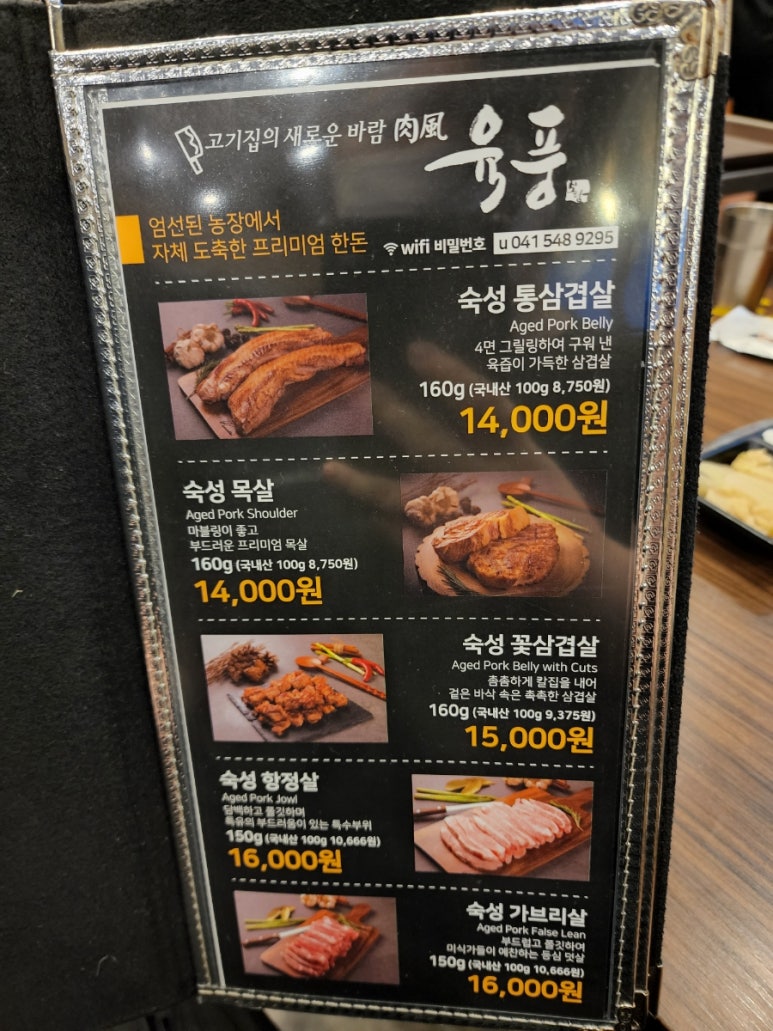 고기집의 새로운 바람 肉風 육풍
엄선된 농장에서
자체 도축한 프리미엄 한돈
wifi 비밀번호 u 041 548 9295
숙성 통삼겹살
Aged Pork Belly
4면 그릴링하여 구워 낸
육즙이 가득한 삼겹살
160g (국내산 100g 8,750원)
14,000원
숙성 목살
Aged Pork Shoulder
마블링이 좋고
부드러운 프리미엄 목살
160g (국내산 100g 8,750원)
14,000원
숙성 꽃삼겹살
Aged Pork Belly with Cuts
촘촘하게 칼집을 내어
겉은 바삭 속은 촉촉한 삼겹살
160g (국내산 100g 9,375원)
15,000원
숙성 항정살
Aged Pork Jowl
담백하고 쫄깃하며
특유의 부드러움이 있는 특수부위
150g (국내산 100g 10,666원)
16,000원
숙성 가브리살
Aged Pork False Lean
부드럽고 쫄깃하여
미식가들이 예찬하는 등심 덧살
150g (국내산 100g 10,666원)
16,000원